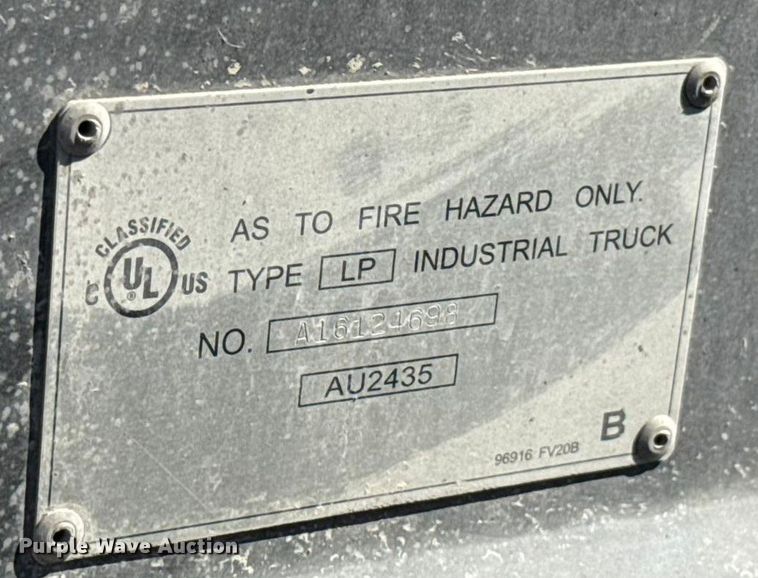 CLASSIFIED
C UL US
®
AS TO FIRE HAZARD ONLY.
TYPE LP INDUSTRIAL TRUCK
NO. A16124698
AU2435
B
96916 FV20B
Purple Wave Auction